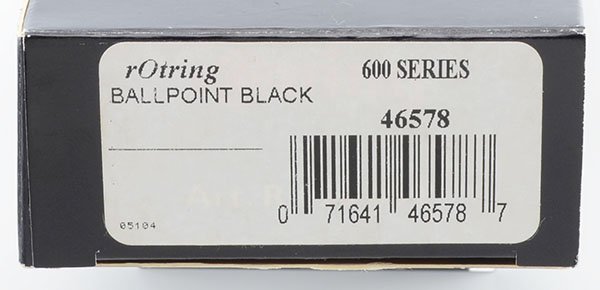 rOtring 600 SERIES
BALLPOINT BLACK
46578
0 71641 46578 7
05104